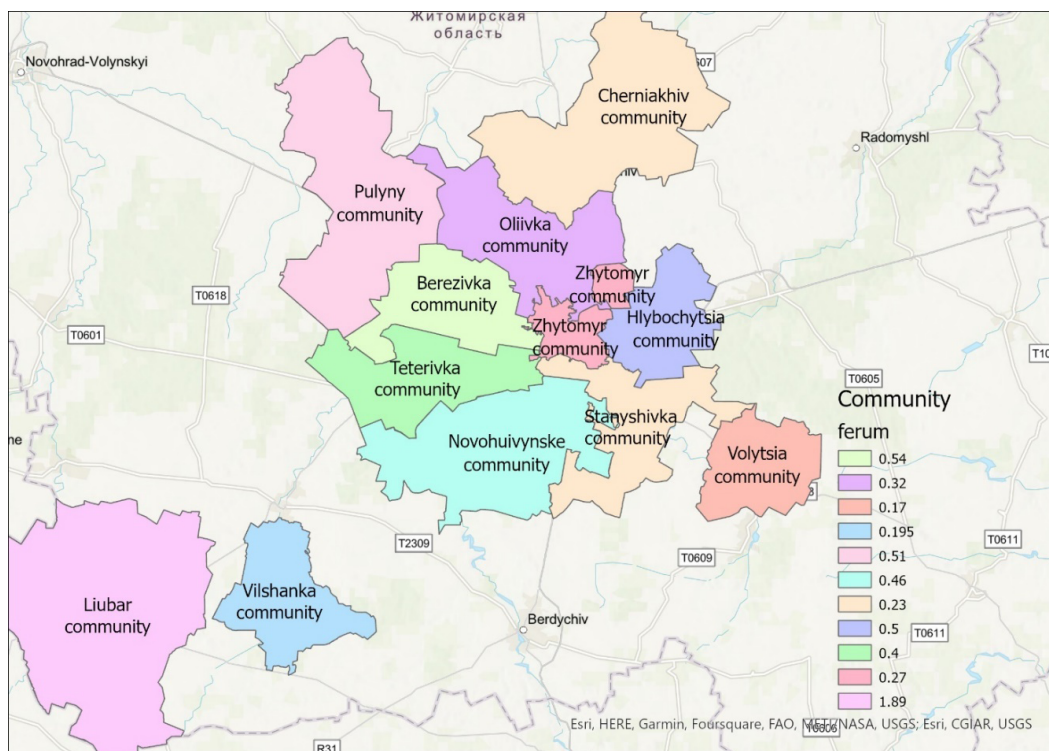 Житомирская
область
Novohrad-Volynskyi
Cherniakhiv
community
Radomyshl
Pulyny
community
Oliivka
community
Berezivka
community
Zhytomyr
community
T0618
Hlybochytsia
community
T0601
Zhytomyr
community
Teterivka
community
T0605
Stanyshivka
community
Novohuivynske
community
Volytsia
community
T2309
T0609
T0611
Vilshanka
community
Liubar
community
Berdychiv
T0611
R31
Community
ferum
0.54
0.32
0.17
0.195
0.51
0.46
0.23
0.5
0.4
0.27
1.89
Esri, HERE, Garmin, Foursquare, FAO, METI/NASA, USGS; Esri, CGIAR, USGS